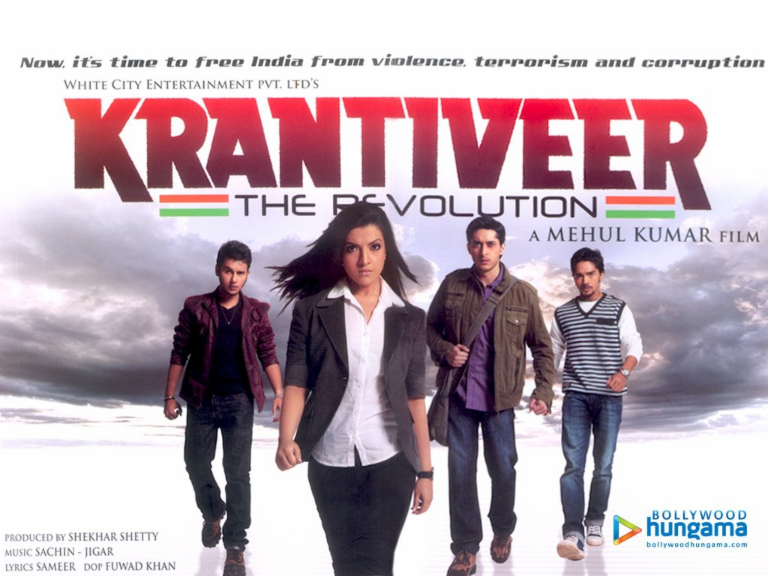 Now, it's time to free India from violence, terrorism and corruption
WHITE CITY ENTERTAINMENT PVT. LTD'S
KRANTIVEER
THE REVOLUTION
A MEHUL KUMAR FILM
PRODUCED BY SHEKHAR SHETTY
MUSIC SACHIN - JIGAR
LYRICS SAMEER DOP FUWAD KHAN
BOLLYWOOD
hungama
bollywoodhungama.com